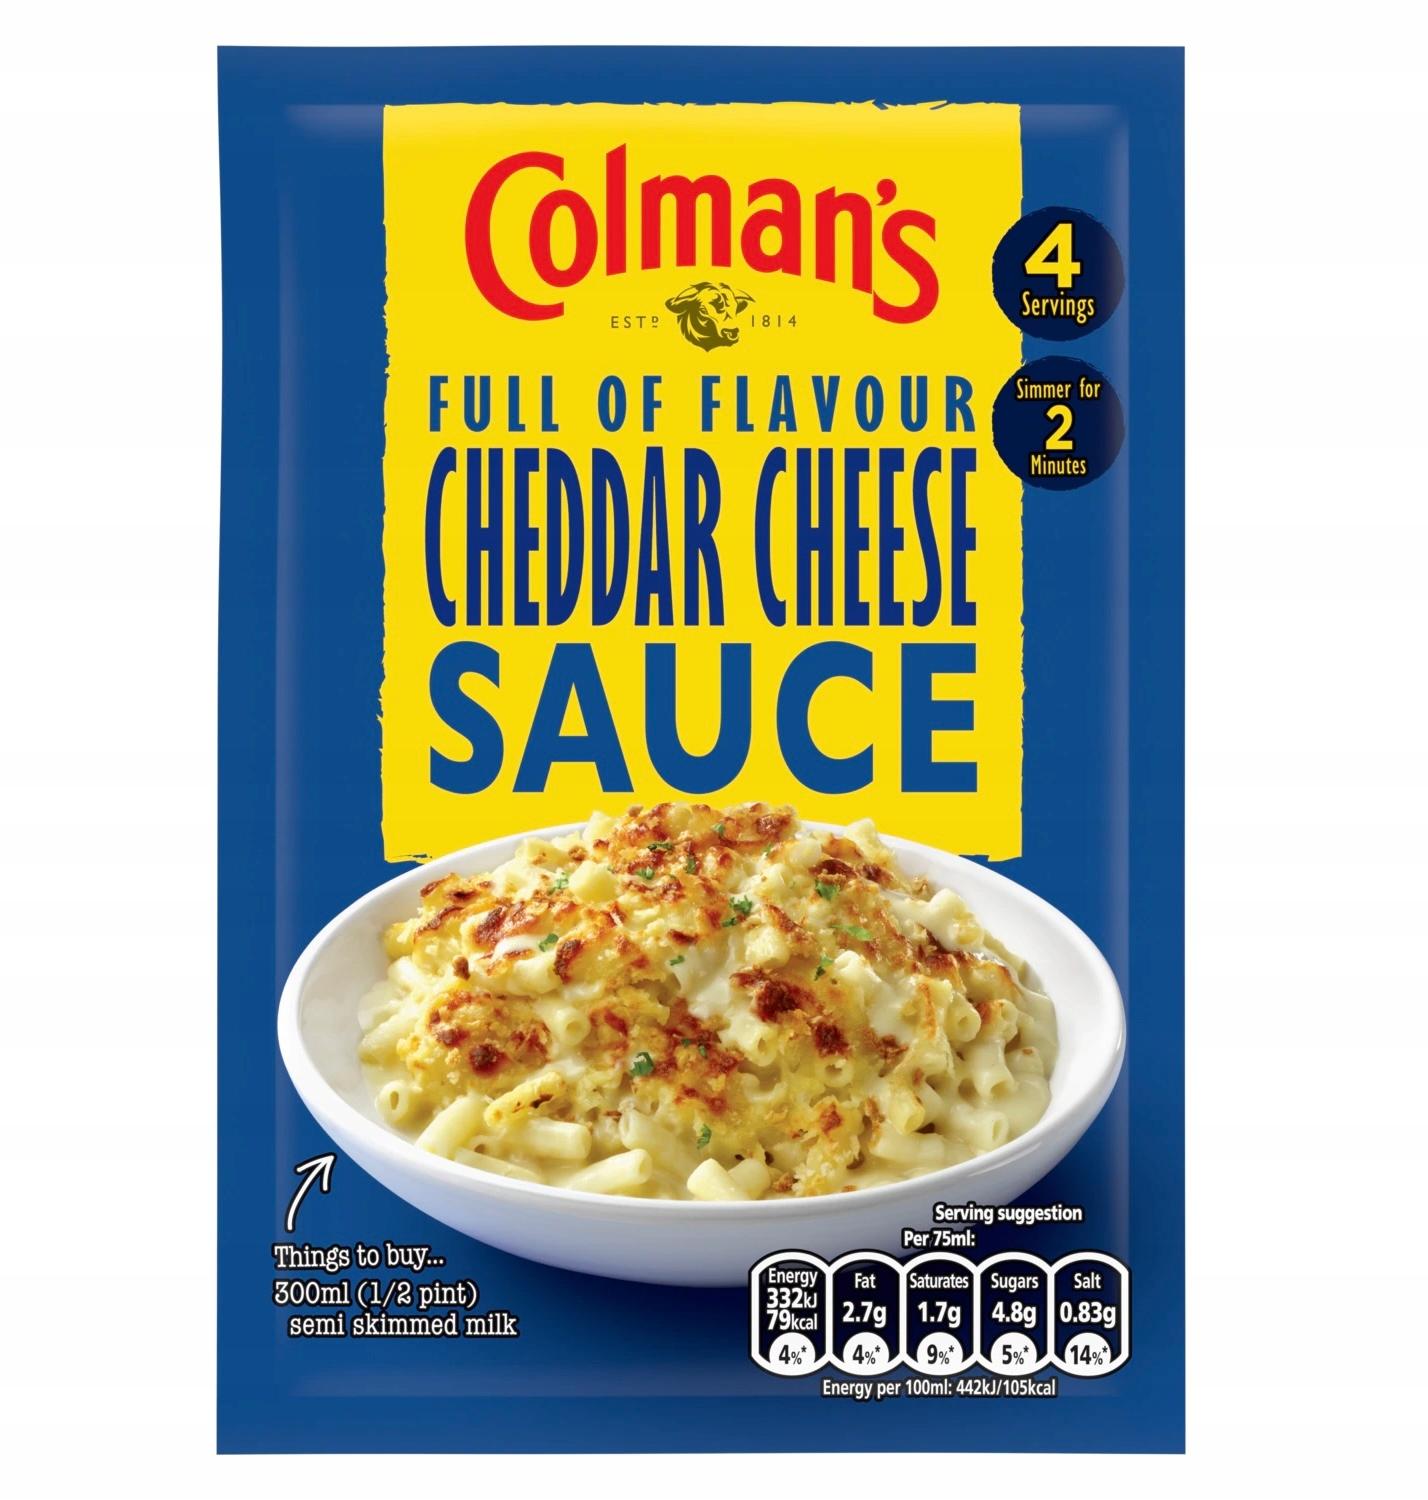 Colman's
ESTD 1814
FULL OF FLAVOUR
CHEDDAR CHEESE
SAUCE
4
Servings
Simmer for
2
Minutes
Things to buy...
300ml (1/2 pint)
semi skimmed milk
Serving suggestion
Per 75ml:
Energy 332kJ 79kcal 4%*
Fat 2.7g 4%*
Saturates 1.7g 9%*
Sugars 4.8g 5%*
Salt 0.83g 14%*
Energy per 100ml: 442kJ/105kcal